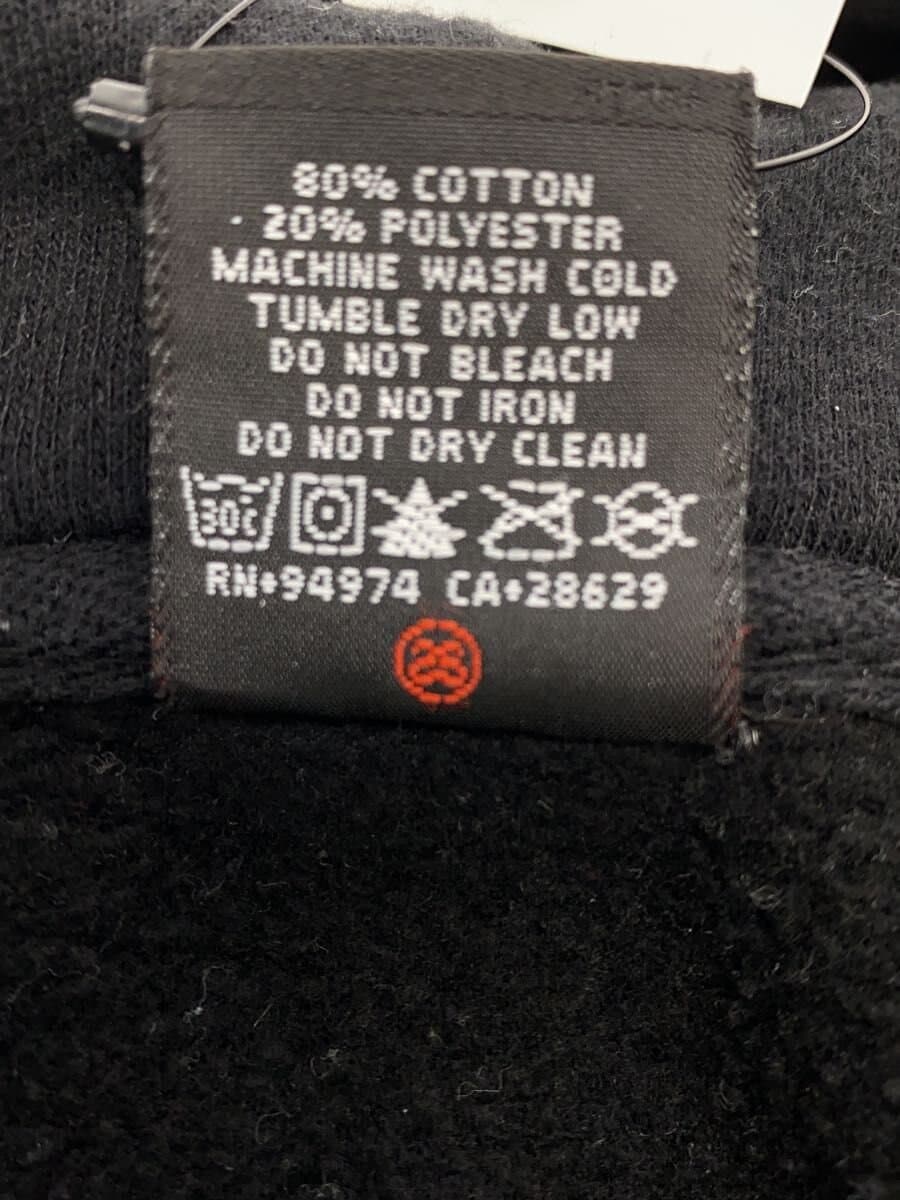 80% COTTON
20% POLYESTER
MACHINE WASH COLD
TUMBLE DRY LOW
DO NOT BLEACH
DO NOT IRON
DO NOT DRY CLEAN
30C
RN♦94974 CA♦28629